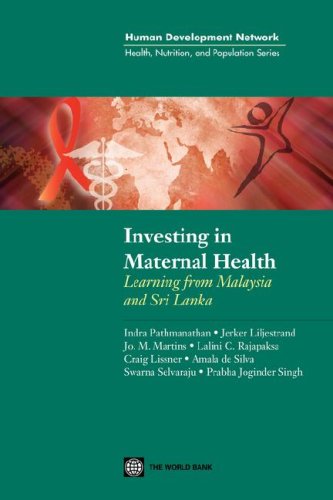 Human Development Network
Health, Nutrition, and Population Series
Investing in
Maternal Health
Learning from Malaysia
and Sri Lanka
Indra Pathmanathan • Jerker Liljestrand
Jo. M. Martins • Lalini C. Rajapaksa
Craig Lissner • Amala de Silva
Swarna Selvaraju • Prabha Joginder Singh
THE WORLD BANK